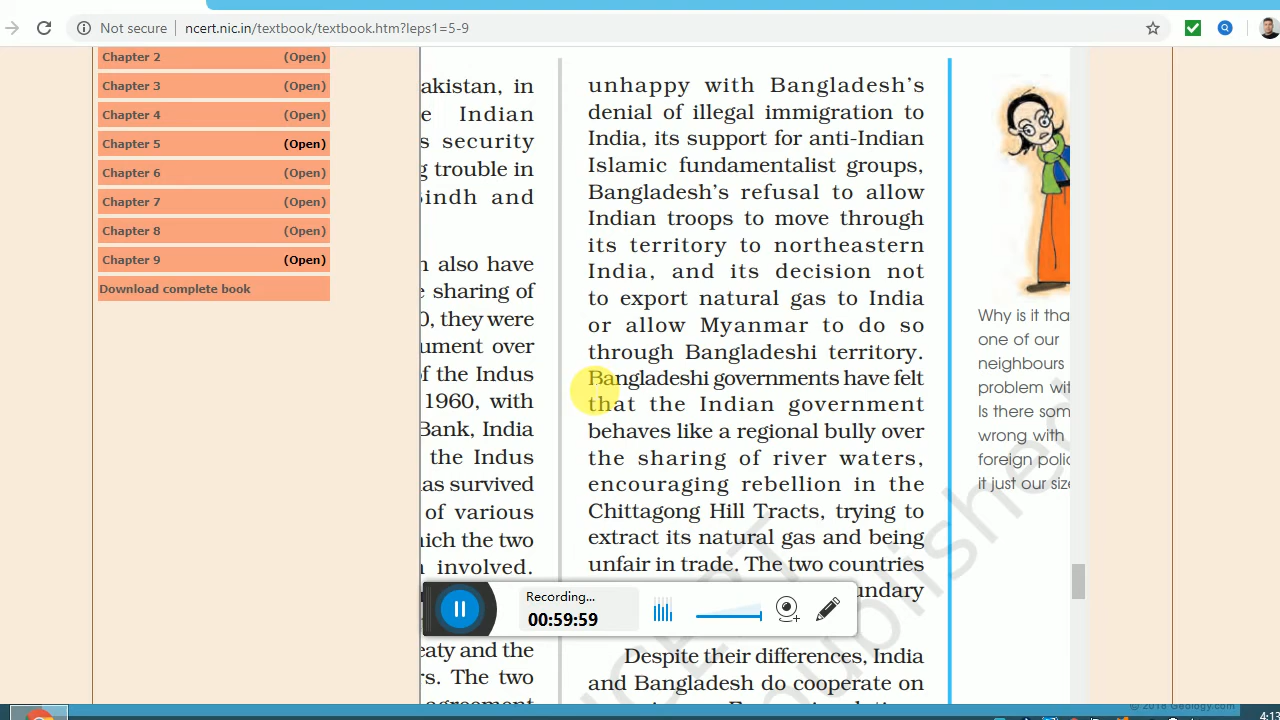 Not secure
ncert.nic.in/textbook/textbook.htm?leps1=5-9
Chapter 2 (Open)
Chapter 3 (Open)
Chapter 4 (Open)
Chapter 5 (Open)
Chapter 6 (Open)
Chapter 7 (Open)
Chapter 8 (Open)
Chapter 9 (Open)
Download complete book
akistan, in
Indian
security
trouble in
indh and
also have
sharing of
0, they were
ument over
f the Indus
1960, with
Bank, India
the Indus
as survived
of various
ich the two
involved.
eaty and the
rs. The two
agreement
unhappy with Bangladesh's
denial of illegal immigration to
India, its support for anti-Indian
Islamic fundamentalist groups,
Bangladesh's refusal to allow
Indian troops to move through
its territory to northeastern
India, and its decision not
to export natural gas to India
or allow Myanmar to do so
through Bangladeshi territory.
Bangladeshi governments have felt
that the Indian government
behaves like a regional bully over
the sharing of river waters,
encouraging rebellion in the
Chittagong Hill Tracts, trying to
extract its natural gas and being
unfair in trade. The two countries
undary
Despite their differences, India
and Bangladesh do cooperate on
Why is it tha
one of our
neighbours
problem wit
Is there som
wrong with
foreign polic
it just our size
Recording...
00:59:59
© 2018 Geology.com
4:13